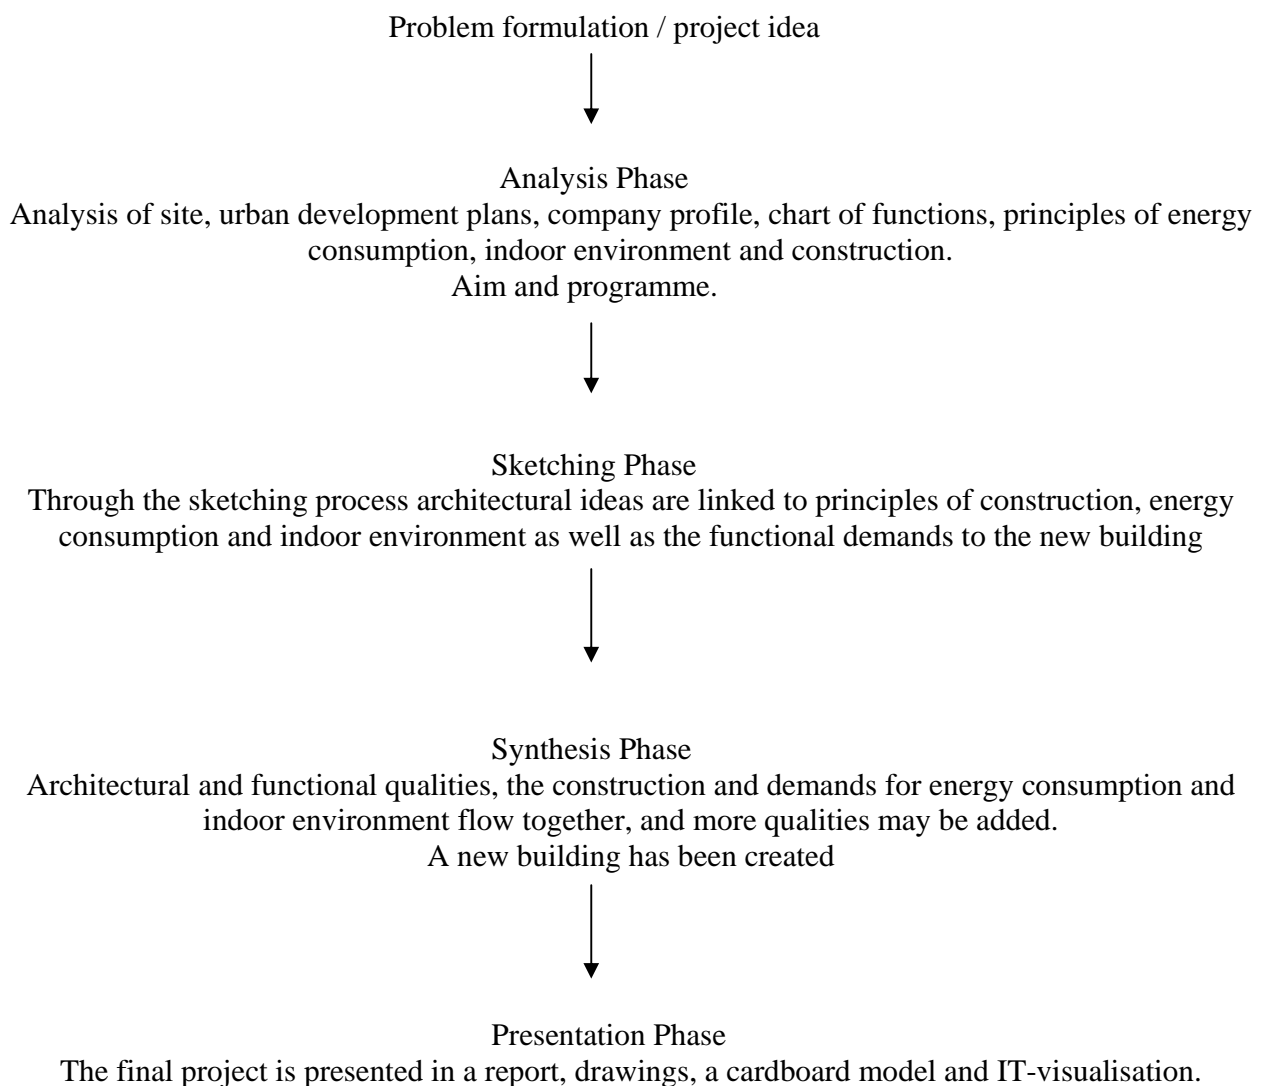 Problem formulation / project idea
Analysis Phase
Analysis of site, urban development plans, company profile, chart of functions, principles of energy
consumption, indoor environment and construction.
Aim and programme.
Sketching Phase
Through the sketching process architectural ideas are linked to principles of construction, energy
consumption and indoor environment as well as the functional demands to the new building
Synthesis Phase
Architectural and functional qualities, the construction and demands for energy consumption and
indoor environment flow together, and more qualities may be added.
A new building has been created
Presentation Phase
The final project is presented in a report, drawings, a cardboard model and IT-visualisation.